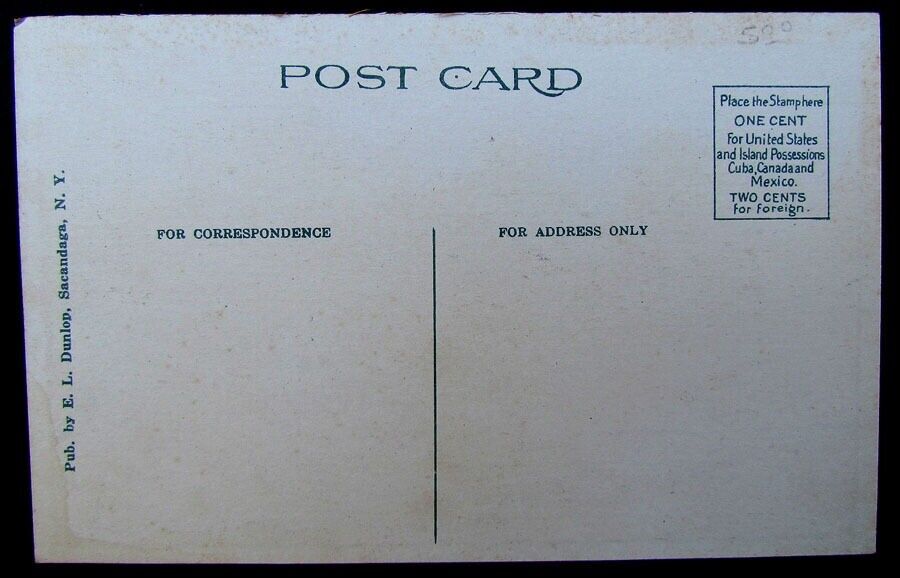 500
POST CARD
Place the Stamp here
ONE CENT
For United States
and Island Possessions
Cuba, Canada and
Mexico.
TWO CENTS
for foreign.
FOR CORRESPONDENCE
FOR ADDRESS ONLY
Pub. by E. L. Dunlop, Sacandaga, N. Y.